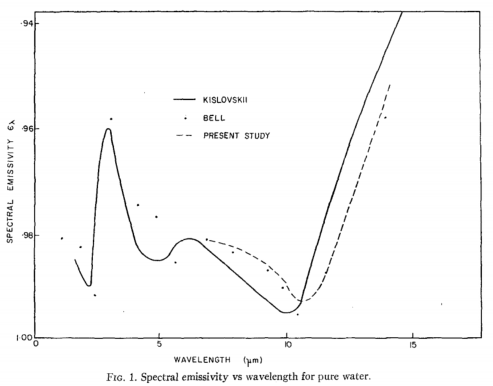 .94
.96
.98
1.00
SPECTRAL EMISSIVITY ελ
KISLOVSKII
BELL
PRESENT STUDY
0
5
10
15
WAVELENGTH (μm)
FIG. 1. Spectral emissivity vs wavelength for pure water.